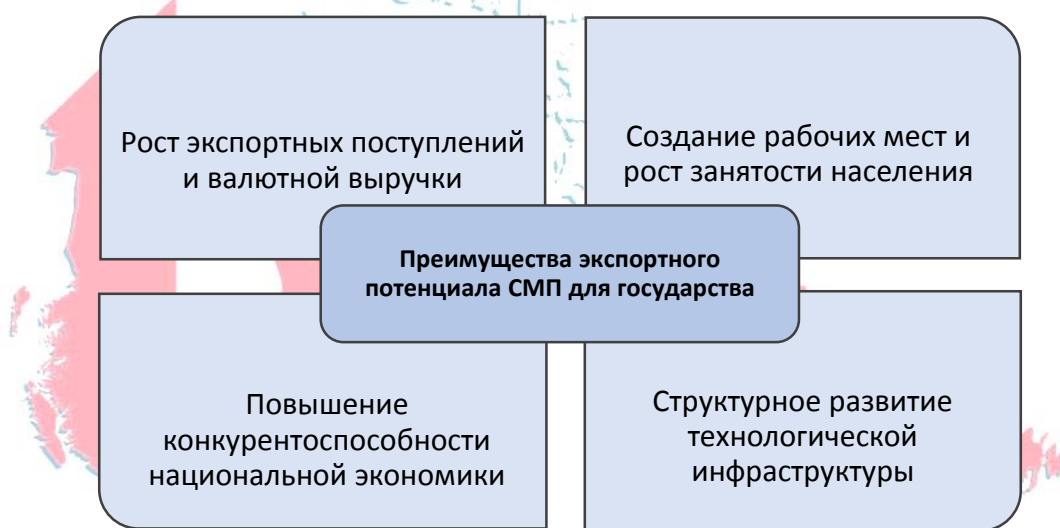 Рост экспортных поступлений
и валютной выручки
Создание рабочих мест и
рост занятости населения
Преимущества экспортного
потенциала СМП для государства
Повышение
конкурентоспособности
национальной экономики
Структурное развитие
технологической
инфраструктуры